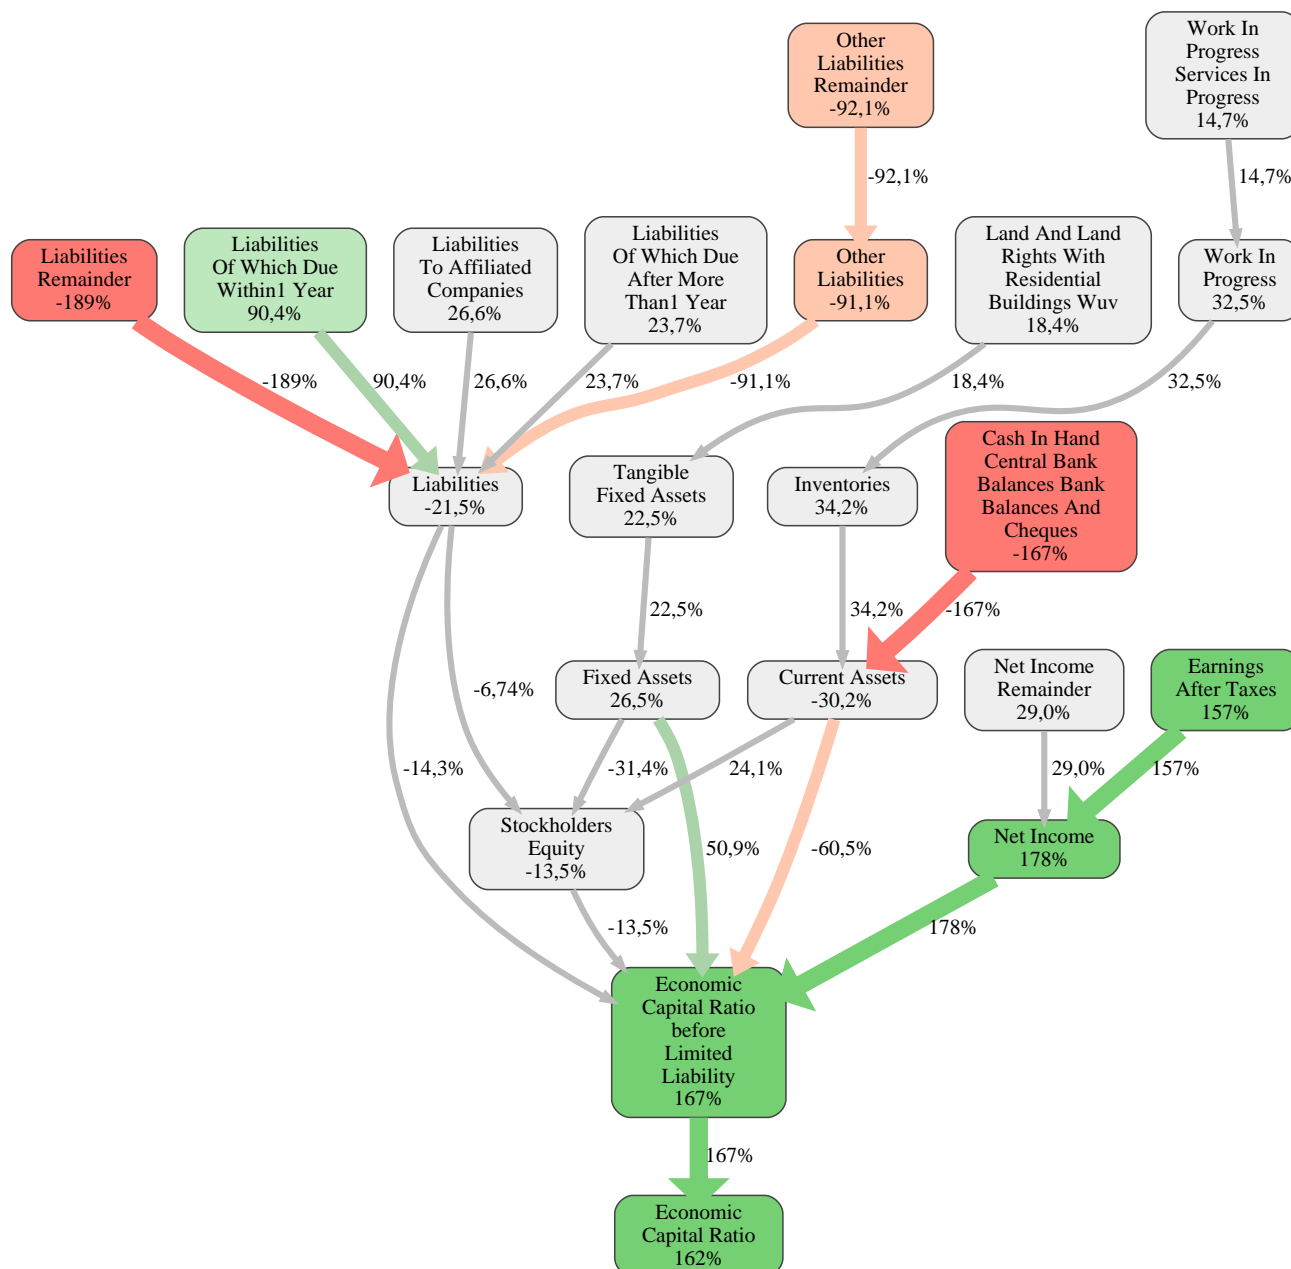 Other
Liabilities
Remainder
-92,1%
Work In
Progress
Services In
Progress
14,7%
-92,1%
14,7%
Liabilities
Remainder
-189%
Liabilities
Of Which Due
Within1 Year
90,4%
Liabilities
To Affiliated
Companies
26,6%
Liabilities
Of Which Due
After More
Than1 Year
23,7%
Other
Liabilities
-91,1%
Land And Land
Rights With
Residential
Buildings Wuv
18,4%
Work In
Progress
32,5%
-189%
90,4%
26,6%
23,7%
-91,1%
18,4%
32,5%
Liabilities
-21,5%
Tangible
Fixed Assets
22,5%
Inventories
34,2%
Cash In Hand
Central Bank
Balances Bank
Balances And
Cheques
-167%
22,5%
34,2%
-167%
-6,74%
Fixed Assets
26,5%
Current Assets
-30,2%
Net Income
Remainder
29,0%
Earnings
After Taxes
157%
-14,3%
-31,4%
24,1%
29,0%
157%
Stockholders
Equity
-13,5%
50,9%
-60,5%
Net Income
178%
-13,5%
178%
Economic
Capital Ratio
before
Limited
Liability
167%
167%
Economic
Capital Ratio
162%